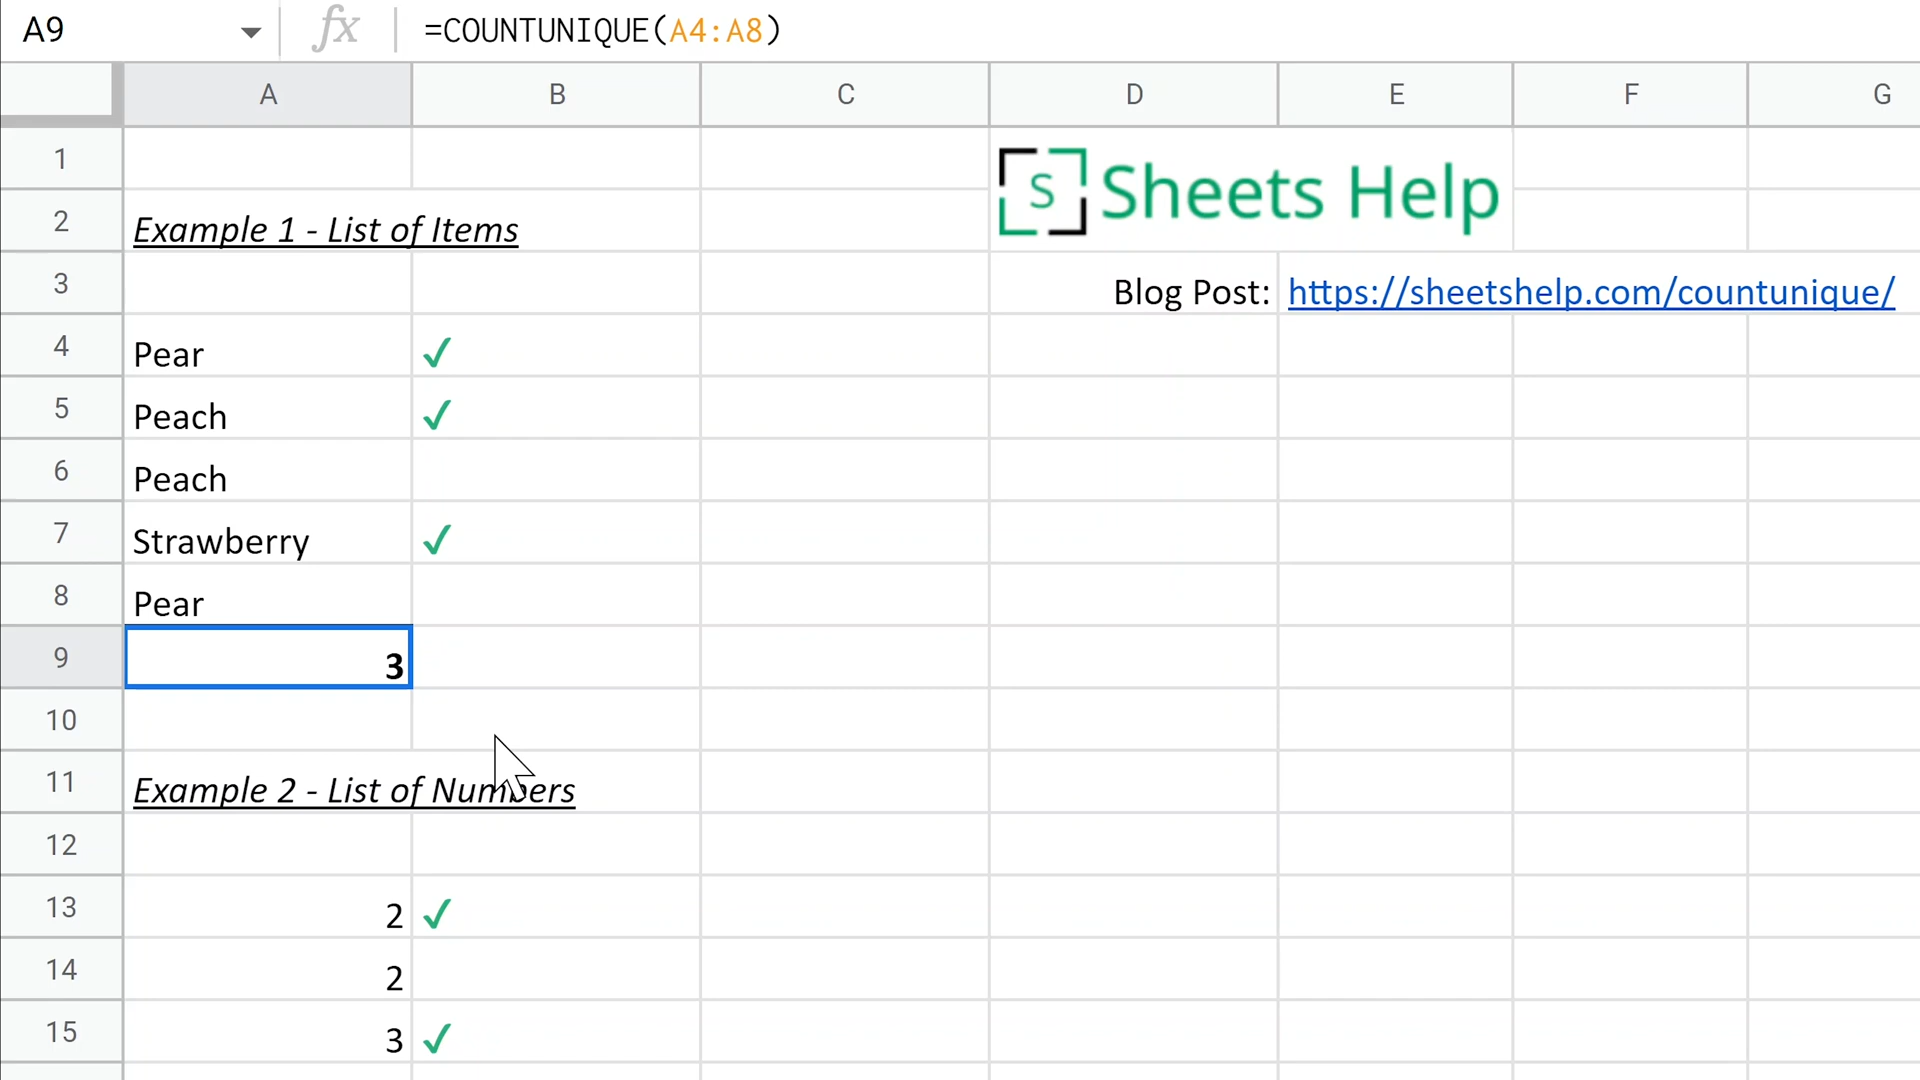 A9 fx =COUNTUNIQUE(A4:A8)
A B C D E F G
1
S Sheets Help
2 Example 1 - List of Items
3 Blog Post: https://sheetshelp.com/countunique/
4 Pear ✓
5 Peach ✓
6 Peach
7 Strawberry ✓
8 Pear
9 3
10
11 Example 2 - List of Numbers
12
13 2 ✓
14 2
15 3 ✓